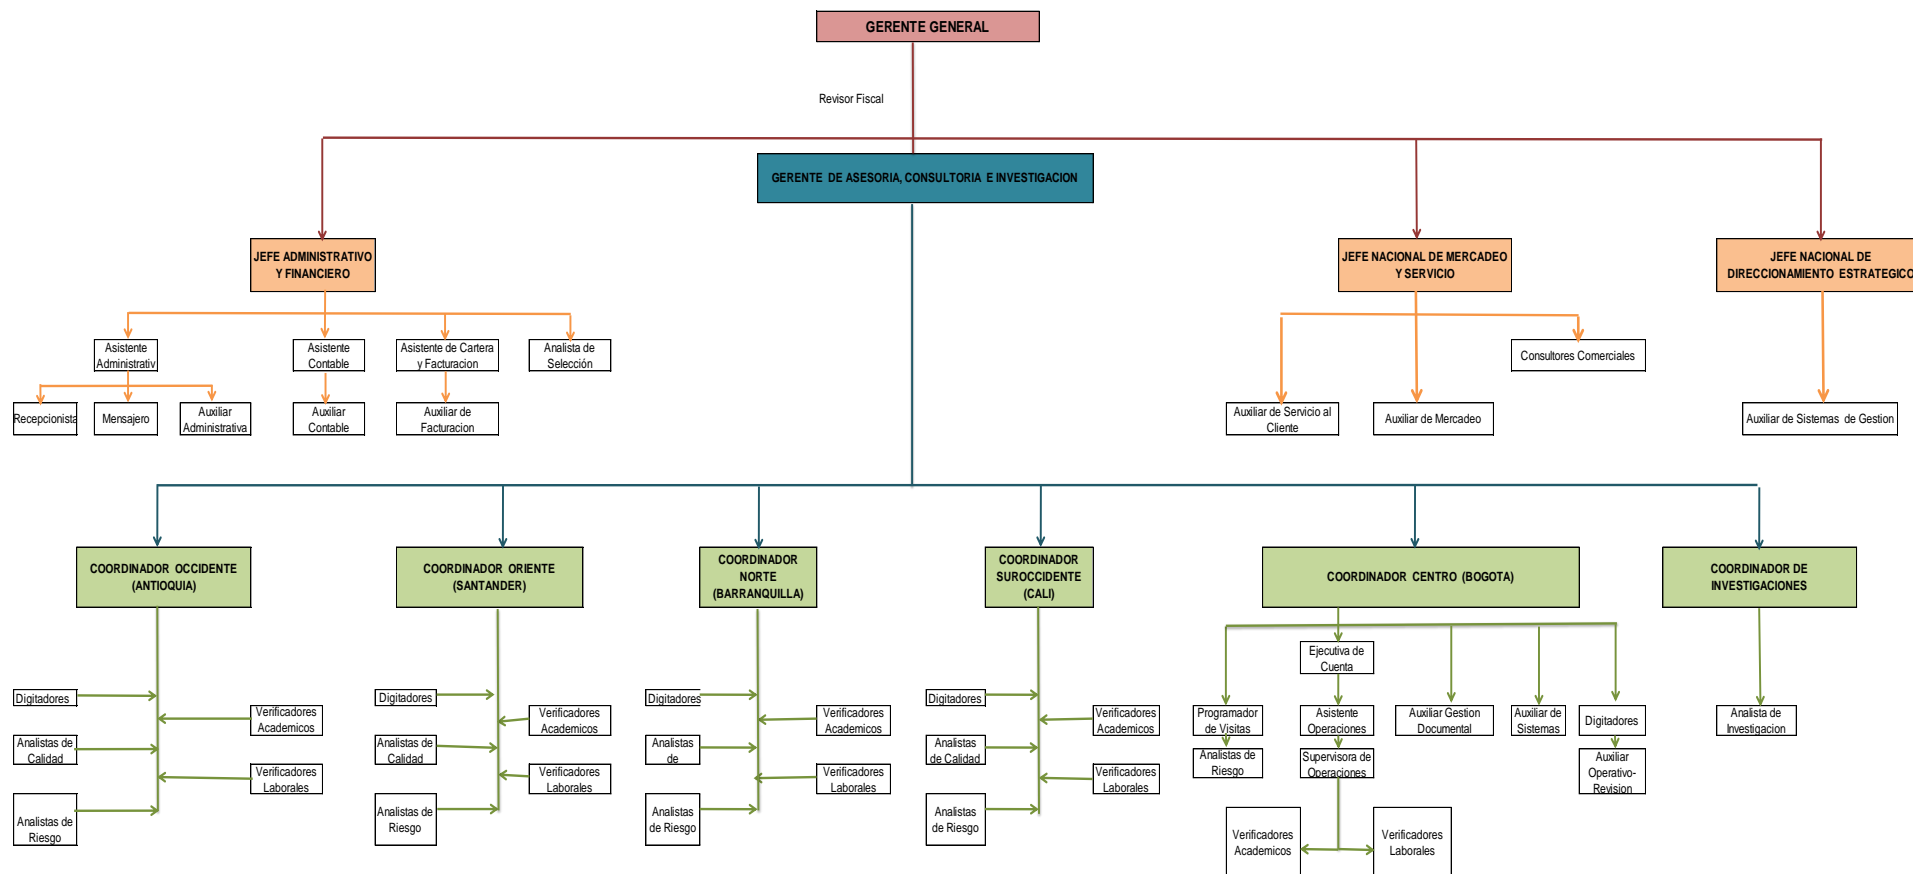 GERENTE GENERAL
Revisor Fiscal
GERENTE DE ASESORIA, CONSULTORIA E INVESTIGACION
JEFE ADMINISTRATIVO
Y FINANCIERO
JEFE NACIONAL DE MERCADEO
Y SERVICIO
JEFE NACIONAL DE
DIRECCIONAMIENTO ESTRATEGICO
Asistente
Administrativ
Asistente
Contable
Asistente de Cartera
y Facturacion
Analista de
Selección
Consultores Comerciales
Recepcionista
Mensajero
Auxiliar
Administrativa
Auxiliar
Contable
Auxiliar de
Facturacion
Auxiliar de Servicio al
Cliente
Auxiliar de Mercadeo
Auxiliar de Sistemas de Gestion
COORDINADOR OCCIDENTE
(ANTIOQUIA)
COORDINADOR ORIENTE
(SANTANDER)
COORDINADOR
NORTE
(BARRANQUILLA)
COORDINADOR
SUROCCIDENTE
(CALI)
COORDINADOR CENTRO (BOGOTA)
COORDINADOR DE
INVESTIGACIONES
Digitadores
Verificadores
Academicos
Analistas de
Calidad
Verificadores
Laborales
Analistas de
Riesgo
Digitadores
Verificadores
Academicos
Analistas de
Calidad
Verificadores
Laborales
Analistas de
Riesgo
Digitadores
Verificadores
Academicos
Analistas
de
Verificadores
Laborales
Analistas
de Riesgo
Digitadores
Verificadores
Academicos
Analistas
de Calidad
Verificadores
Laborales
Analistas
de Riesgo
Ejecutiva de
Cuenta
Programador
de Visitas
Asistente
Operaciones
Auxiliar Gestion
Documental
Auxiliar de
Sistemas
Digitadores
Analistas de
Riesgo
Supervisora de
Operaciones
Auxiliar
Operativo-
Revision
Verificadores
Academicos
Verificadores
Laborales
Analista de
Investigacion